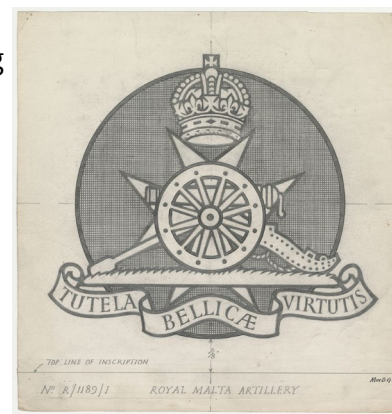 g
TUTELA BELLICÆ VIRTUTIS
TOP LINE OF INSCRIPTION
Nº R/1189/1 ROYAL MALTA ARTILLERY